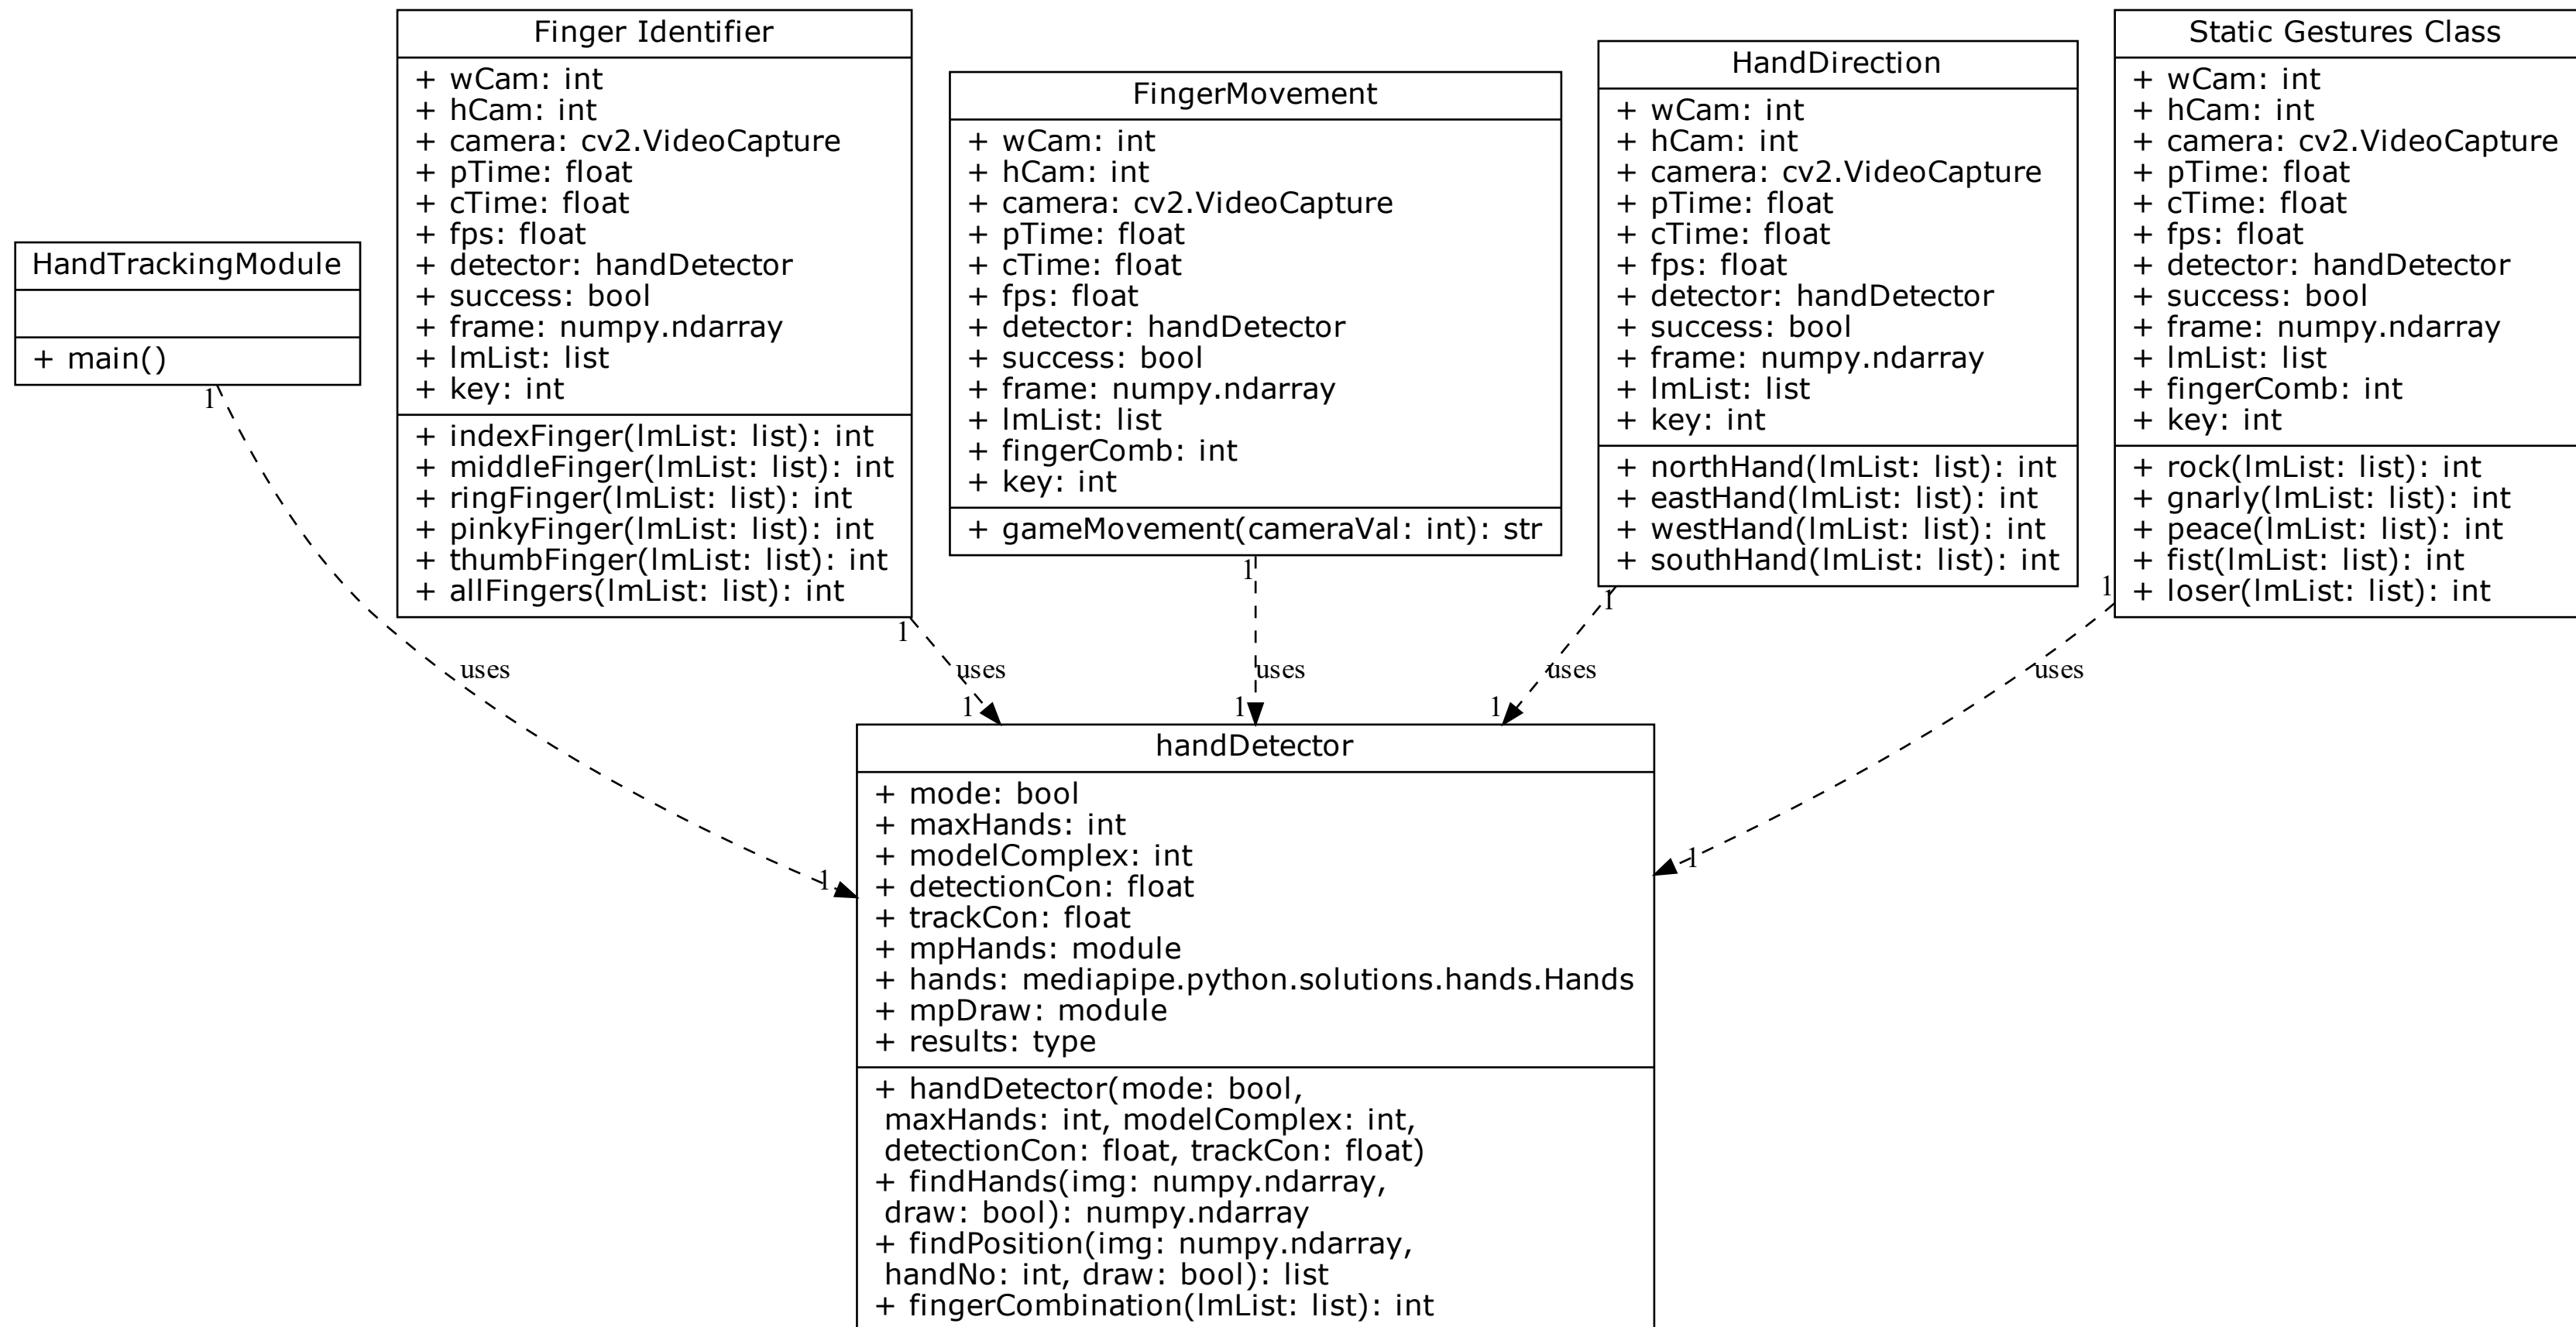 HandTrackingModule
+ main()
Finger Identifier
+ wCam: int
+ hCam: int
+ camera: cv2.VideoCapture
+ pTime: float
+ cTime: float
+ fps: float
+ detector: handDetector
+ success: bool
+ frame: numpy.ndarray
+ lmList: list
+ key: int
+ indexFinger(lmList: list): int
+ middleFinger(lmList: list): int
+ ringFinger(lmList: list): int
+ pinkyFinger(lmList: list): int
+ thumbFinger(lmList: list): int
+ allFingers(lmList: list): int
FingerMovement
+ wCam: int
+ hCam: int
+ camera: cv2.VideoCapture
+ pTime: float
+ cTime: float
+ fps: float
+ detector: handDetector
+ success: bool
+ frame: numpy.ndarray
+ lmList: list
+ fingerComb: int
+ key: int
+ gameMovement(cameraVal: int): str
HandDirection
+ wCam: int
+ hCam: int
+ camera: cv2.VideoCapture
+ pTime: float
+ cTime: float
+ fps: float
+ detector: handDetector
+ success: bool
+ frame: numpy.ndarray
+ lmList: list
+ key: int
+ northHand(lmList: list): int
+ eastHand(lmList: list): int
+ westHand(lmList: list): int
+ southHand(lmList: list): int
Static Gestures Class
+ wCam: int
+ hCam: int
+ camera: cv2.VideoCapture
+ pTime: float
+ cTime: float
+ fps: float
+ detector: handDetector
+ success: bool
+ frame: numpy.ndarray
+ lmList: list
+ fingerComb: int
+ key: int
+ rock(lmList: list): int
+ gnarly(lmList: list): int
+ peace(lmList: list): int
+ fist(lmList: list): int
+ loser(lmList: list): int
1
uses
1
1
uses
1
1
uses
1
1
uses
1
1
uses
1
handDetector
+ mode: bool
+ maxHands: int
+ modelComplex: int
+ detectionCon: float
+ trackCon: float
+ mpHands: module
+ hands: mediapipe.python.solutions.hands.Hands
+ mpDraw: module
+ results: type
+ handDetector(mode: bool,
maxHands: int, modelComplex: int,
detectionCon: float, trackCon: float)
+ findHands(img: numpy.ndarray,
draw: bool): numpy.ndarray
+ findPosition(img: numpy.ndarray,
handNo: int, draw: bool): list
+ fingerCombination(lmList: list): int